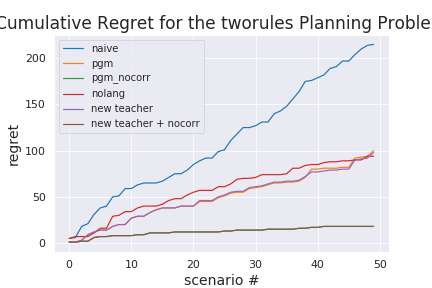 Cumulative Regret for the tworules Planning Proble
naive
pgm
pgm_nocorr
nolang
new teacher
new teacher + nocorr
regret
200
150
100
50
0
0 10 20 30 40 50
scenario #